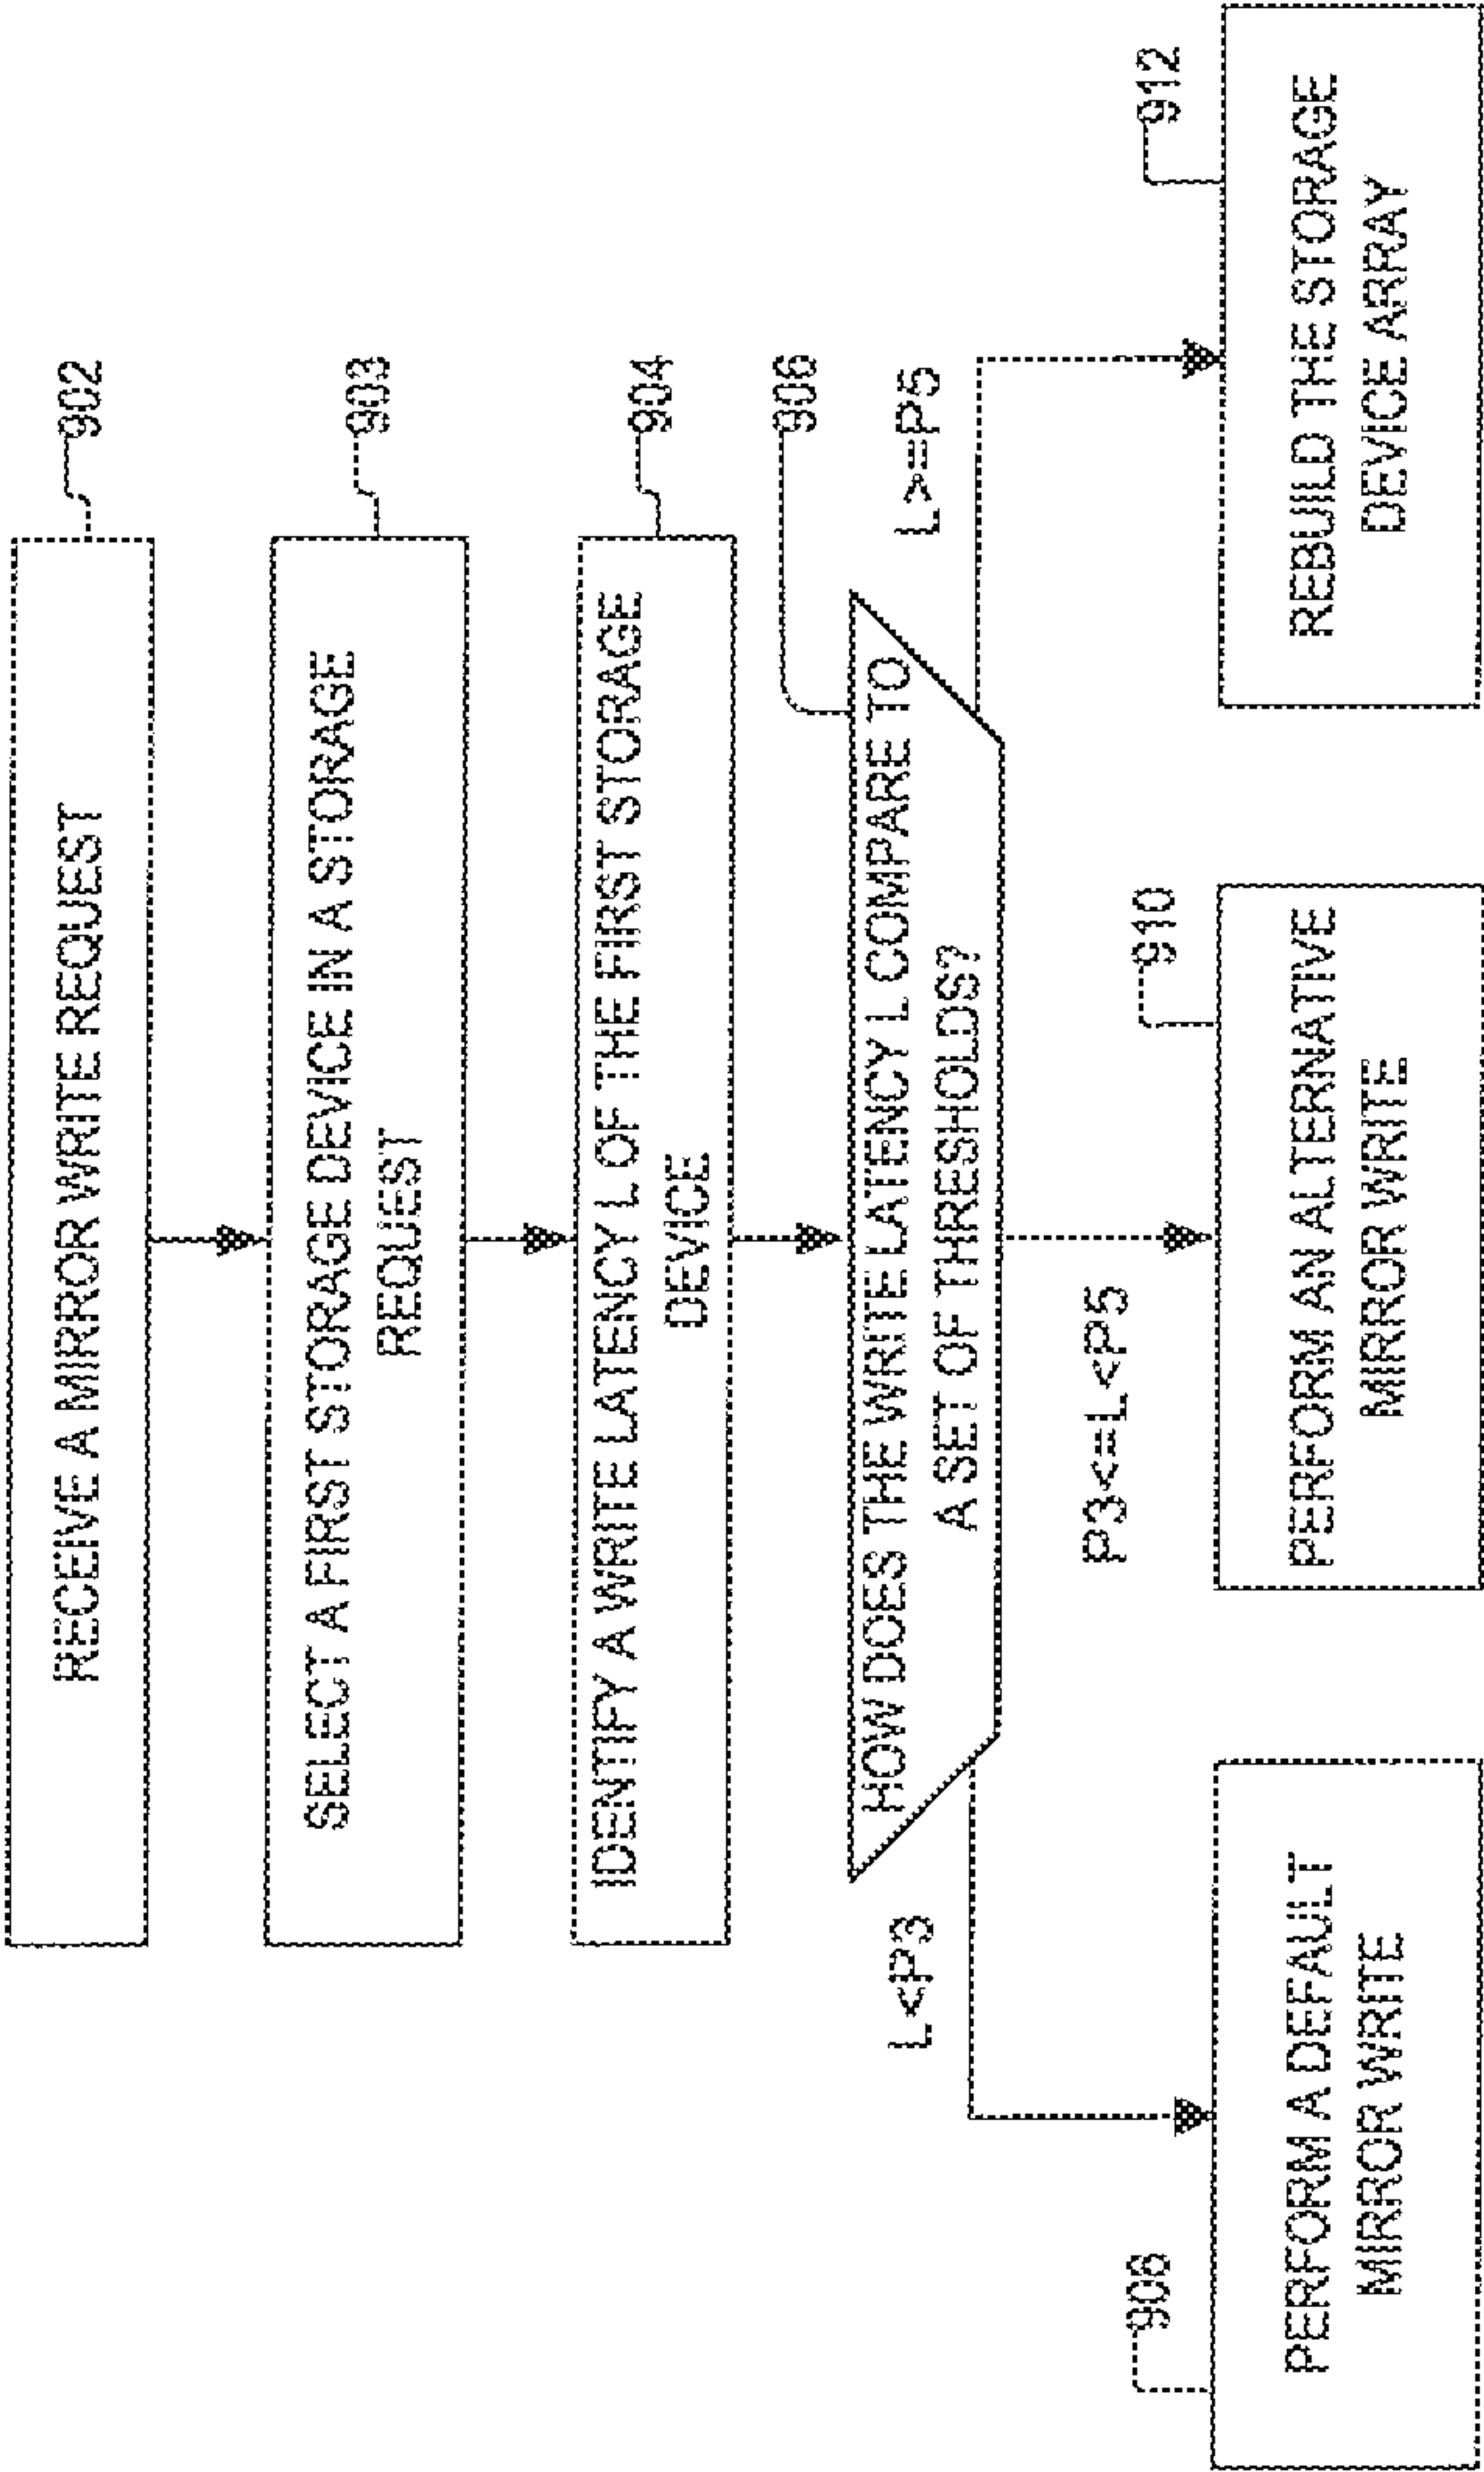 RECEIVE A MIRROR WRITE REQUEST
902
SELECT A FIRST STORAGE DEVICE IN A STORAGE
REQUEST
903
IDENTIFY A WRITE LATENCY L OF THE FIRST STORAGE
DEVICE
904
HOW DOES THE WRITE LATENCY L COMPARE TO
A SET OF THRESHOLDS?
906
L<P3
P3<=L<P5
L>=P5
908
PERFORM A DEFAULT
MIRROR WRITE
910
PERFORM AN ALTERNATIVE
MIRROR WRITE
912
REBUILD THE STORAGE
DEVICE ARRAY